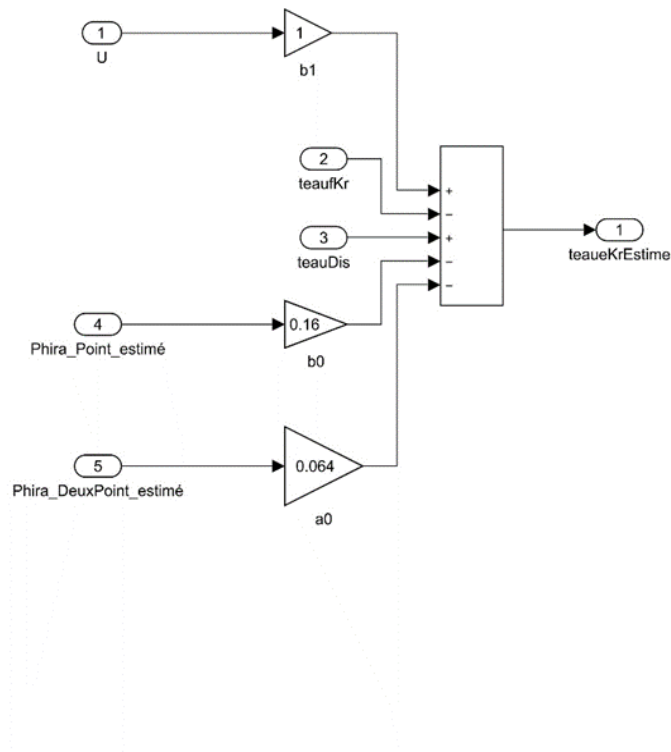 1
U
1
b1
2
teaufKr
3
teauDis
+
−
+
−
−
1
teaueKrEstime
4
Phira_Point_estimé
0.16
b0
5
Phira_DeuxPoint_estimé
0.064
a0